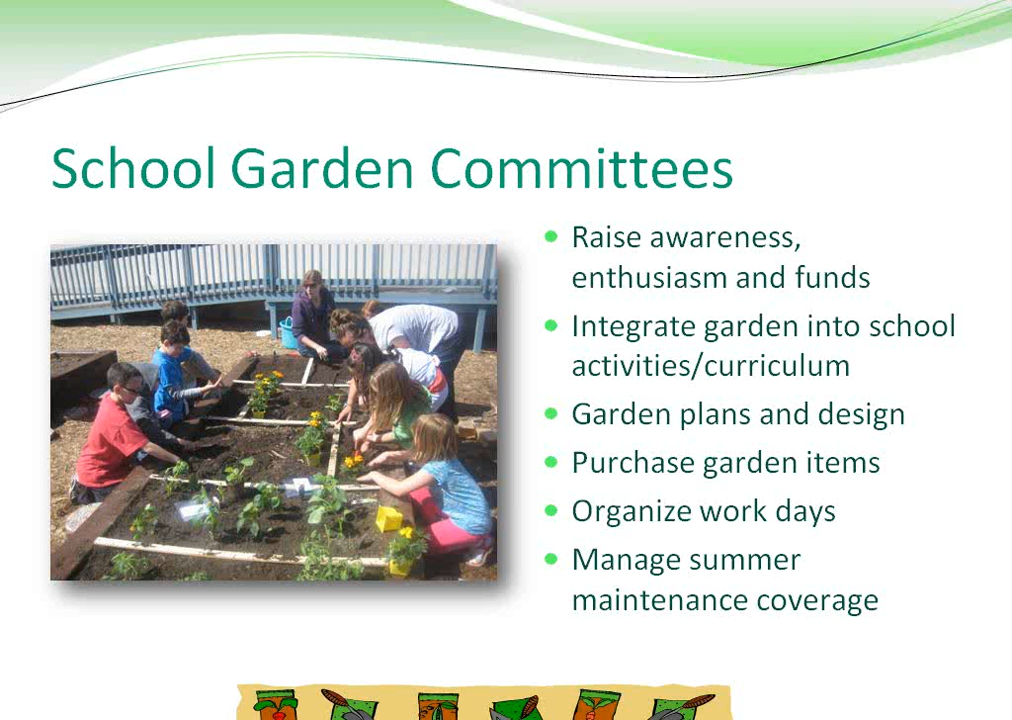 School Garden Committees
Raise awareness,
enthusiasm and funds
Integrate garden into school
activities/curriculum
Garden plans and design
Purchase garden items
Organize work days
Manage summer
maintenance coverage